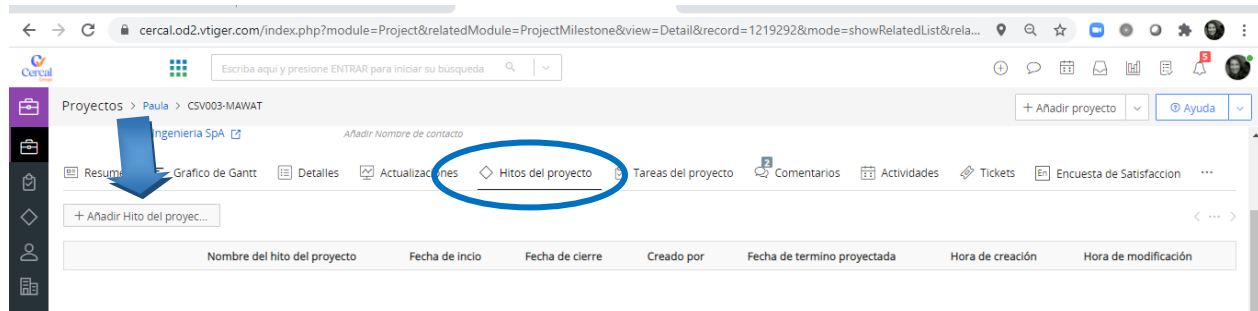 cercal.od2.vtiger.com/index.php?module=Project&relatedModule=ProjectMilestone&view=Detail&record=1219292&mode=showRelatedList&rela...
Cercal Escriba aquí y presione ENTRAR para iniciar su búsqueda 5
Proyectos > Paula > CSV003-MAWAT + Añadir proyecto Ayuda
Ingenieria SpA Añadir Nombre de contacto
Resume Grafico de Gantt Detalles Actualizaciones Hitos del proyecto Tareas del proyecto 2 Comentarios Actividades Tickets En Encuesta de Satisfaccion ...
+ Añadir Hito del proyec... < ... >
Nombre del hito del proyecto Fecha de incio Fecha de cierre Creado por Fecha de termino proyectada Hora de creación Hora de modificación